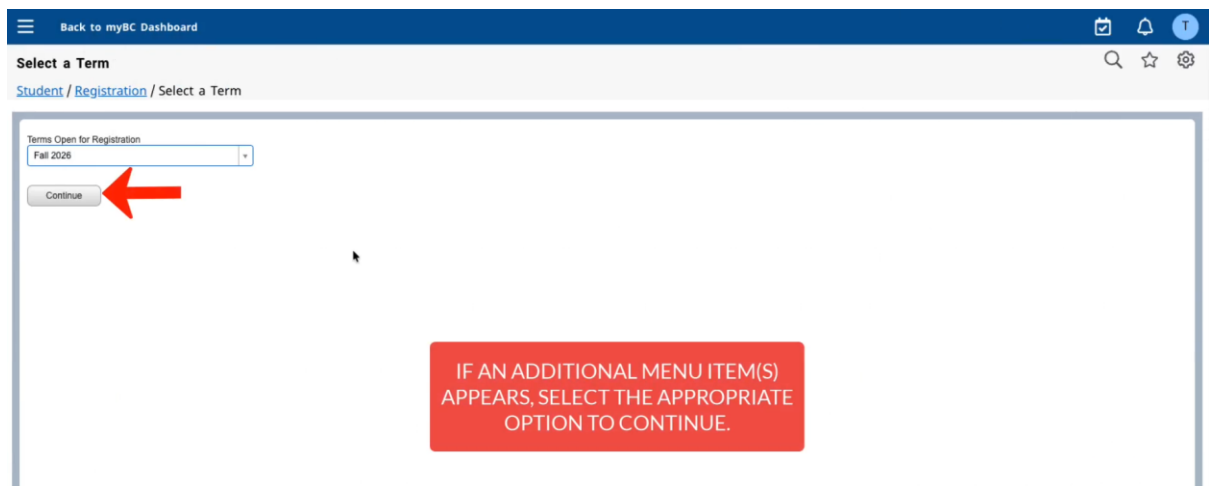 Back to myBC Dashboard
T
Select a Term
Student / Registration / Select a Term
Terms Open for Registration
Fall 2026
Continue
IF AN ADDITIONAL MENU ITEM(S)
APPEARS, SELECT THE APPROPRIATE
OPTION TO CONTINUE.